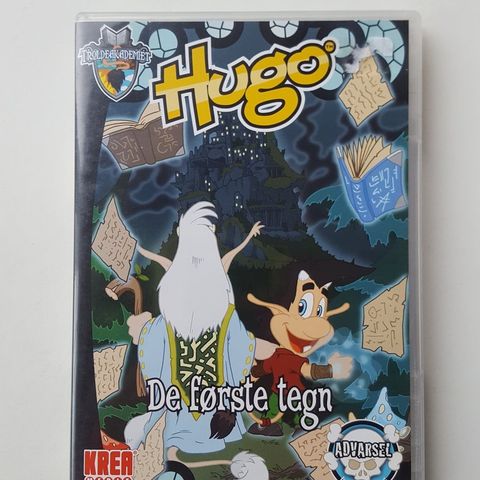 TROLDEAKADEMIET
Hugo
De første tegn
KREA
ADVARSEL